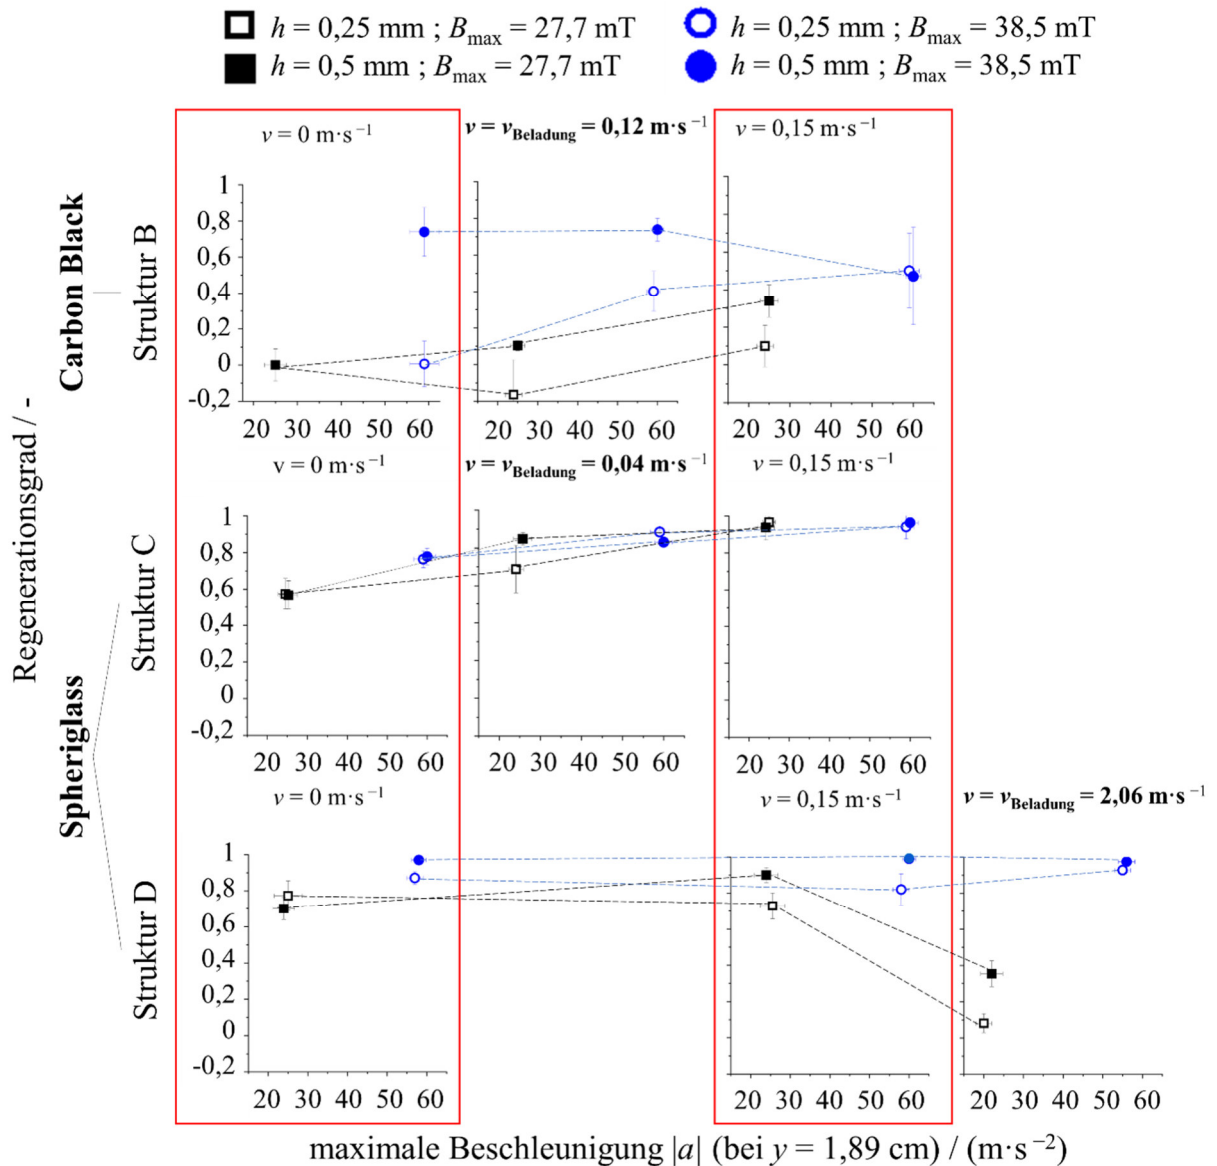 h = 0,25 mm ; Bmax = 27,7 mT
h = 0,25 mm ; Bmax = 38,5 mT
h = 0,5 mm ; Bmax = 27,7 mT
h = 0,5 mm ; Bmax = 38,5 mT
v = 0 m·s⁻¹
v = vBeladung = 0,12 m·s⁻¹
v = 0,15 m·s⁻¹
Regenerationsgrad / -
Carbon Black
Struktur B
1
0,8
0,6
0,4
0,2
0
-0,2
20 30 40 50 60
20 30 40 50 60
20 30 40 50 60
v = 0 m·s⁻¹
v = vBeladung = 0,04 m·s⁻¹
v = 0,15 m·s⁻¹
Spheriglass
Struktur C
1
0,8
0,6
0,4
0,2
0
-0,2
20 30 40 50 60
20 30 40 50 60
20 30 40 50 60
v = 0 m·s⁻¹
v = 0,15 m·s⁻¹
v = vBeladung = 2,06 m·s⁻¹
Struktur D
1
0,8
0,6
0,4
0,2
0
-0,2
20 30 40 50 60
20 30 40 50 60
20 30 40 50 60
maximale Beschleunigung |a| (bei y = 1,89 cm) / (m·s⁻²)